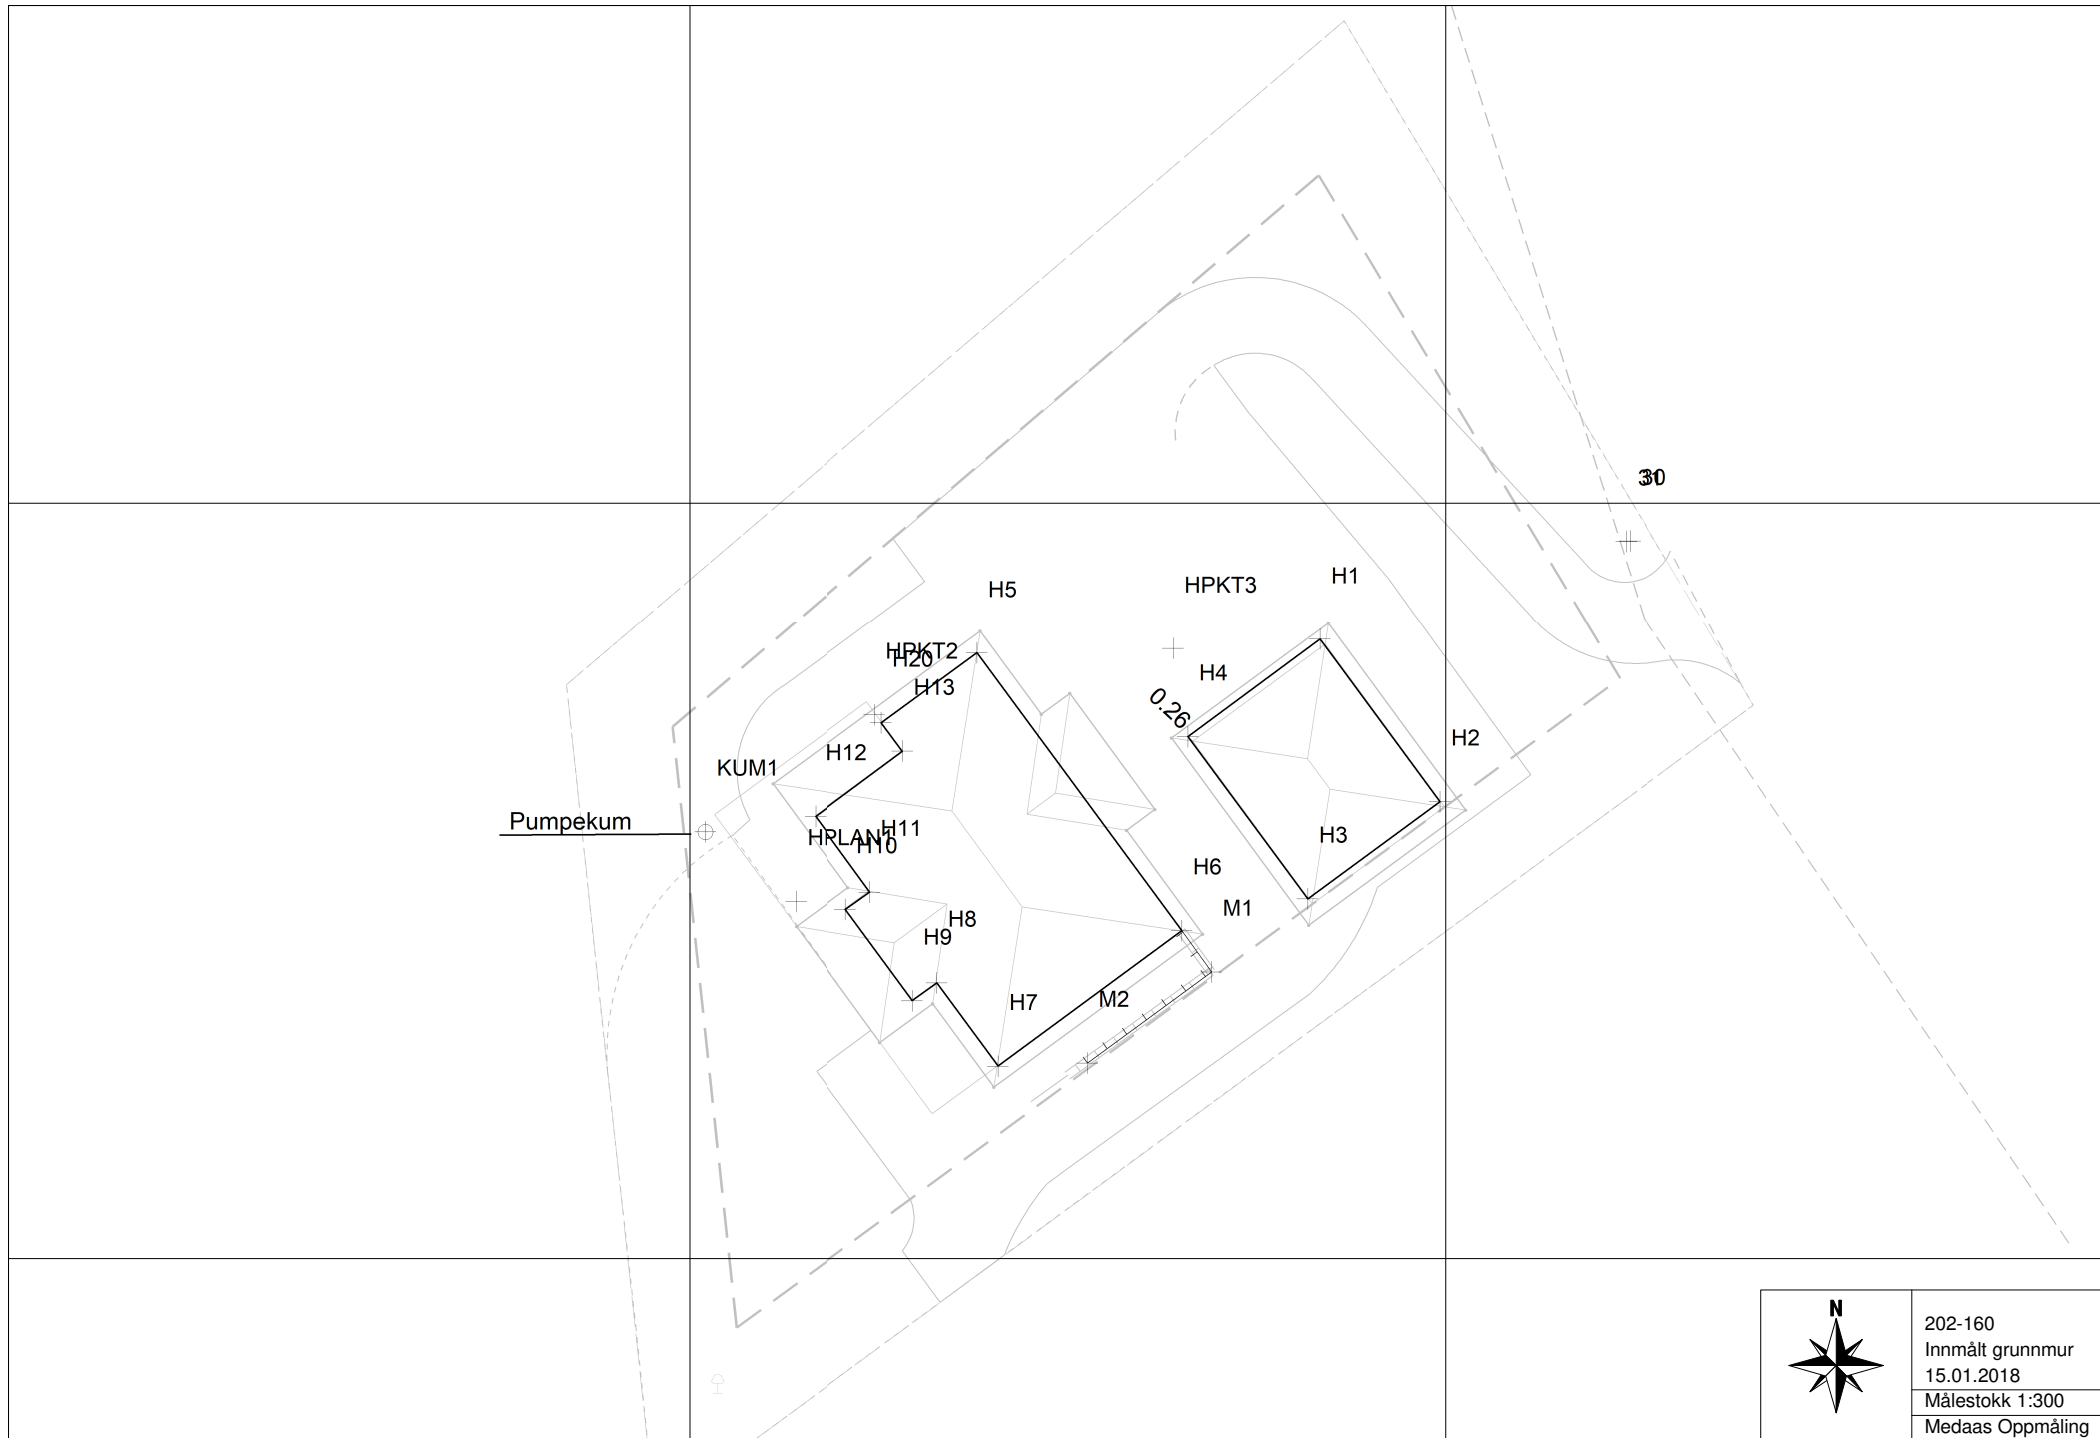 31
30
H1
HPKT3
H5
HPKT2
H20
H4
H13
0.26
H2
H12
KUM1
Pumpekum
H11
H3
HPLAN1
H10
H6
M1
H8
H9
H7
M2
N
202-160
Innmålt grunnmur
15.01.2018
Målestokk 1:300
Medaas Oppmåling